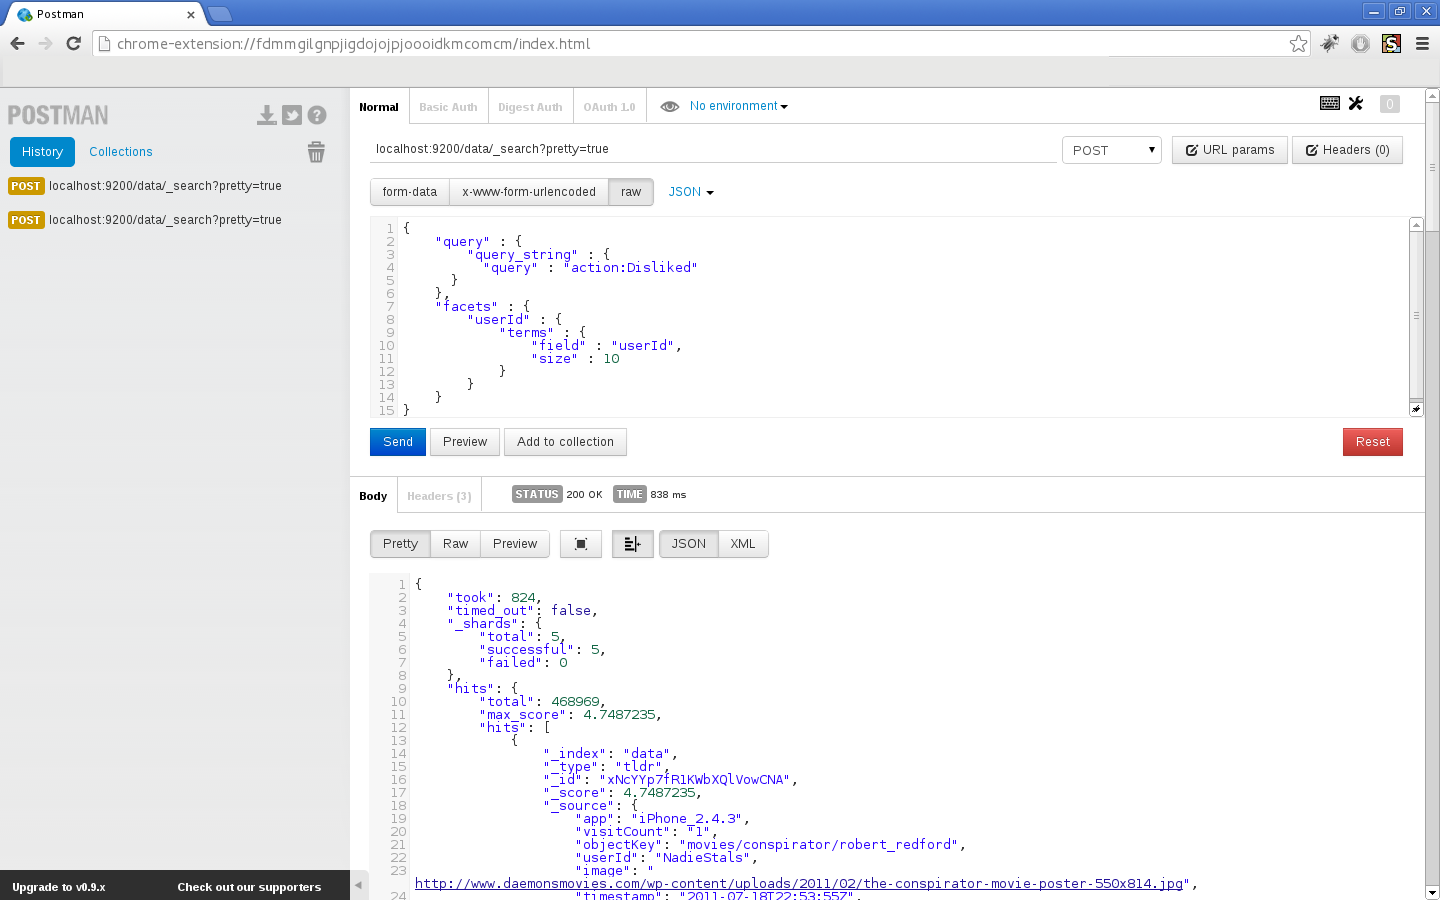 Postman
chrome-extension://fdmmgilgnpjigdojojpjoooidkmcomcm/index.html
POSTMAN
History
Collections
POST localhost:9200/data/_search?pretty=true
POST localhost:9200/data/_search?pretty=true
Upgrade to v0.9.x
Check out our supporters
Normal
Basic Auth
Digest Auth
OAuth 1.0
No environment
0
localhost:9200/data/_search?pretty=true
POST
URL params
Headers (0)
form-data
x-www-form-urlencoded
raw
JSON
1 {
2 "query" : {
3 "query_string" : {
4 "query" : "action:Disliked"
5 }
6 },
7 "facets" : {
8 "userId" : {
9 "terms" : {
10 "field" : "userId",
11 "size" : 10
12 }
13 }
14 }
15 }
Send
Preview
Add to collection
Reset
Body
Headers (3)
STATUS 200 OK
TIME 838 ms
Pretty
Raw
Preview
JSON
XML
1 {
2 "took": 824,
3 "timed_out": false,
4 "_shards": {
5 "total": 5,
6 "successful": 5,
7 "failed": 0
8 },
9 "hits": {
10 "total": 468969,
11 "max_score": 4.7487235,
12 "hits": [
13 {
14 "_index": "data",
15 "_type": "tldr",
16 "_id": "xNcYYp7fR1KWbXQlVowCNA",
17 "_score": 4.7487235,
18 "_source": {
19 "app": "iPhone_2.4.3",
20 "visitCount": "1",
21 "objectKey": "movies/conspirator/robert_redford",
22 "userId": "NadieStals",
23 "image": "
http://www.daemonsmovies.com/wp-content/uploads/2011/02/the-conspirator-movie-poster-550x814.jpg",
24 "timestamp": "2011-07-18T22:53:55Z",